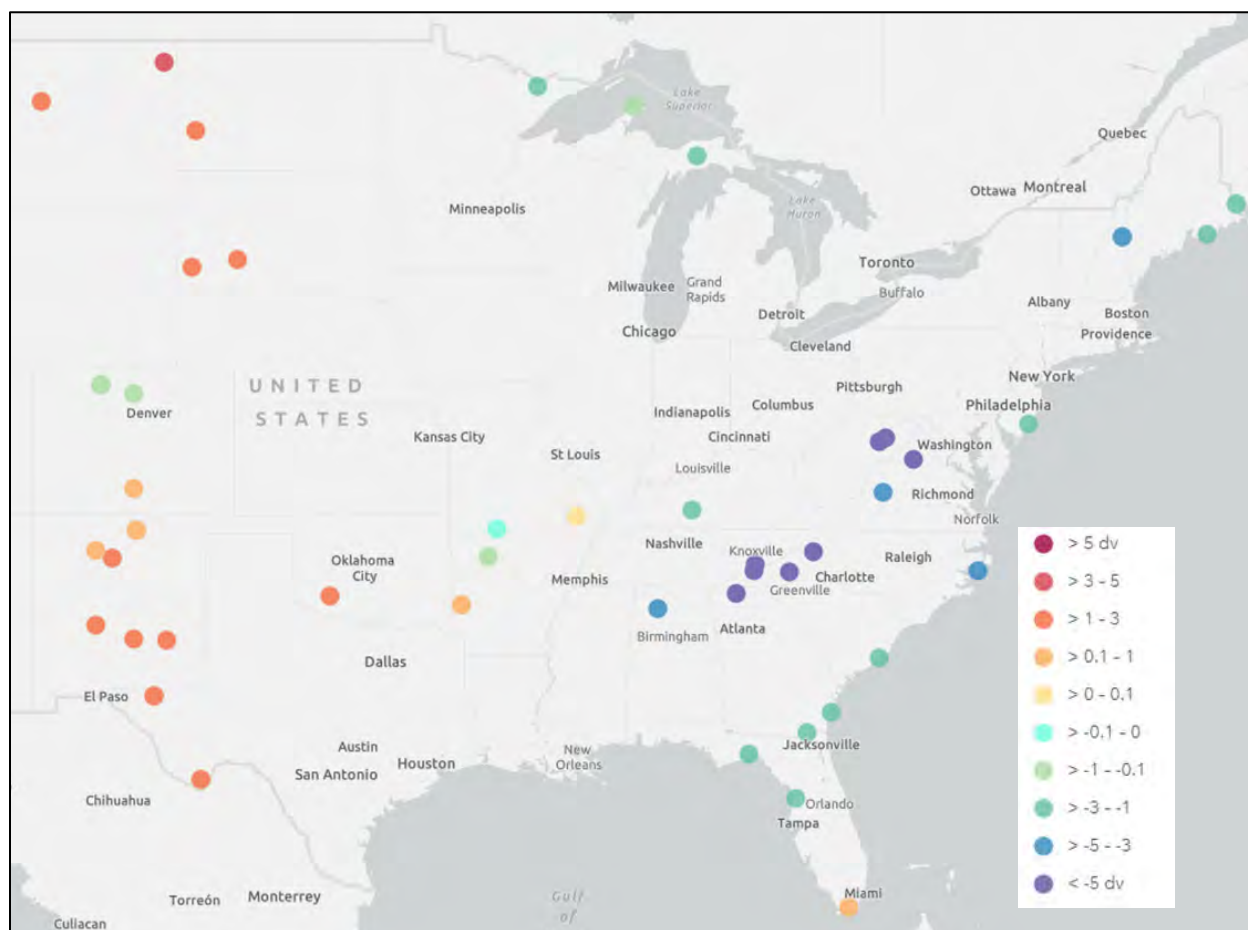 Lake
Superior
Quebec
Ottawa
Montreal
Minneapolis
Lake
Huron
Toronto
Milwaukee
Grand
Rapids
Buffalo
Albany
Boston
Detroit
Providence
Chicago
Cleveland
New York
UNITED
STATES
Pittsburgh
Denver
Columbus
Philadelphia
Indianapolis
Kansas City
Cincinnati
Washington
St Louis
Louisville
Richmond
Norfolk
Nashville
Knoxville
Raleigh
Oklahoma
City
Memphis
Charlotte
Greenville
Birmingham
Atlanta
Dallas
El Paso
Austin
New
Orleans
Jacksonville
Houston
San Antonio
Chihuahua
Orlando
Tampa
Miami
Torreón
Monterrey
Gulf
of
Culiacan
> 5 dv
> 3 - 5
> 1 - 3
> 0.1 - 1
> 0 - 0.1
> -0.1 - 0
> -1 - -0.1
> -3 - -1
> -5 - -3
< -5 dv